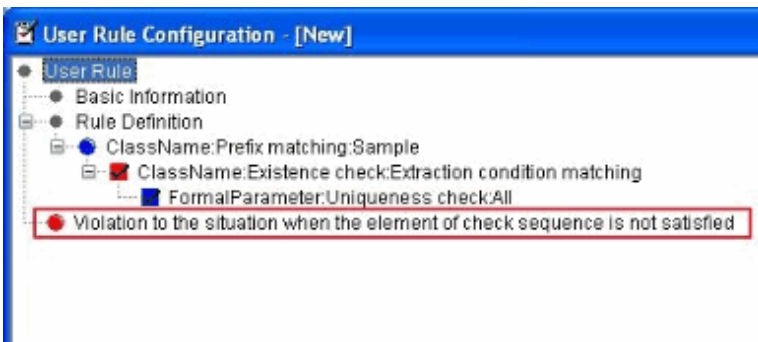 User Rule Configuration - [New]
User Rule
Basic Information
Rule Definition
ClassName:Prefix matching:Sample
ClassName:Existence check:Extraction condition matching
FormalParameter:Uniqueness check:All
Violation to the situation when the element of check sequence is not satisfied